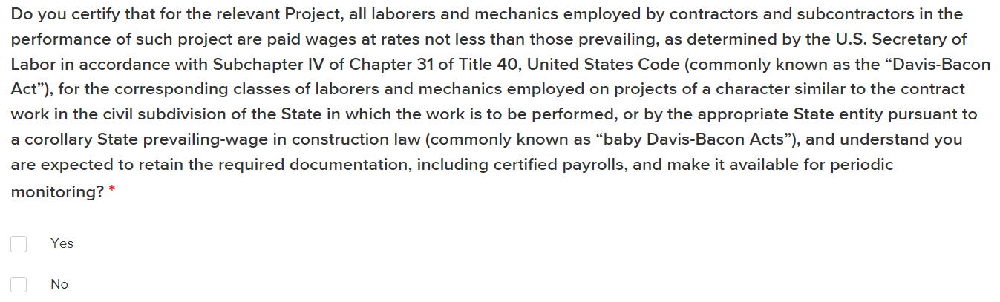 Do you certify that for the relevant Project, all laborers and mechanics employed by contractors and subcontractors in the
performance of such project are paid wages at rates not less than those prevailing, as determined by the U.S. Secretary of
Labor in accordance with Subchapter IV of Chapter 31 of Title 40, United States Code (commonly known as the “Davis-Bacon
Act”), for the corresponding classes of laborers and mechanics employed on projects of a character similar to the contract
work in the civil subdivision of the State in which the work is to be performed, or by the appropriate State entity pursuant to
a corollary State prevailing-wage in construction law (commonly known as “baby Davis-Bacon Acts”), and understand you
are expected to retain the required documentation, including certified payrolls, and make it available for periodic
monitoring? *
Yes
No